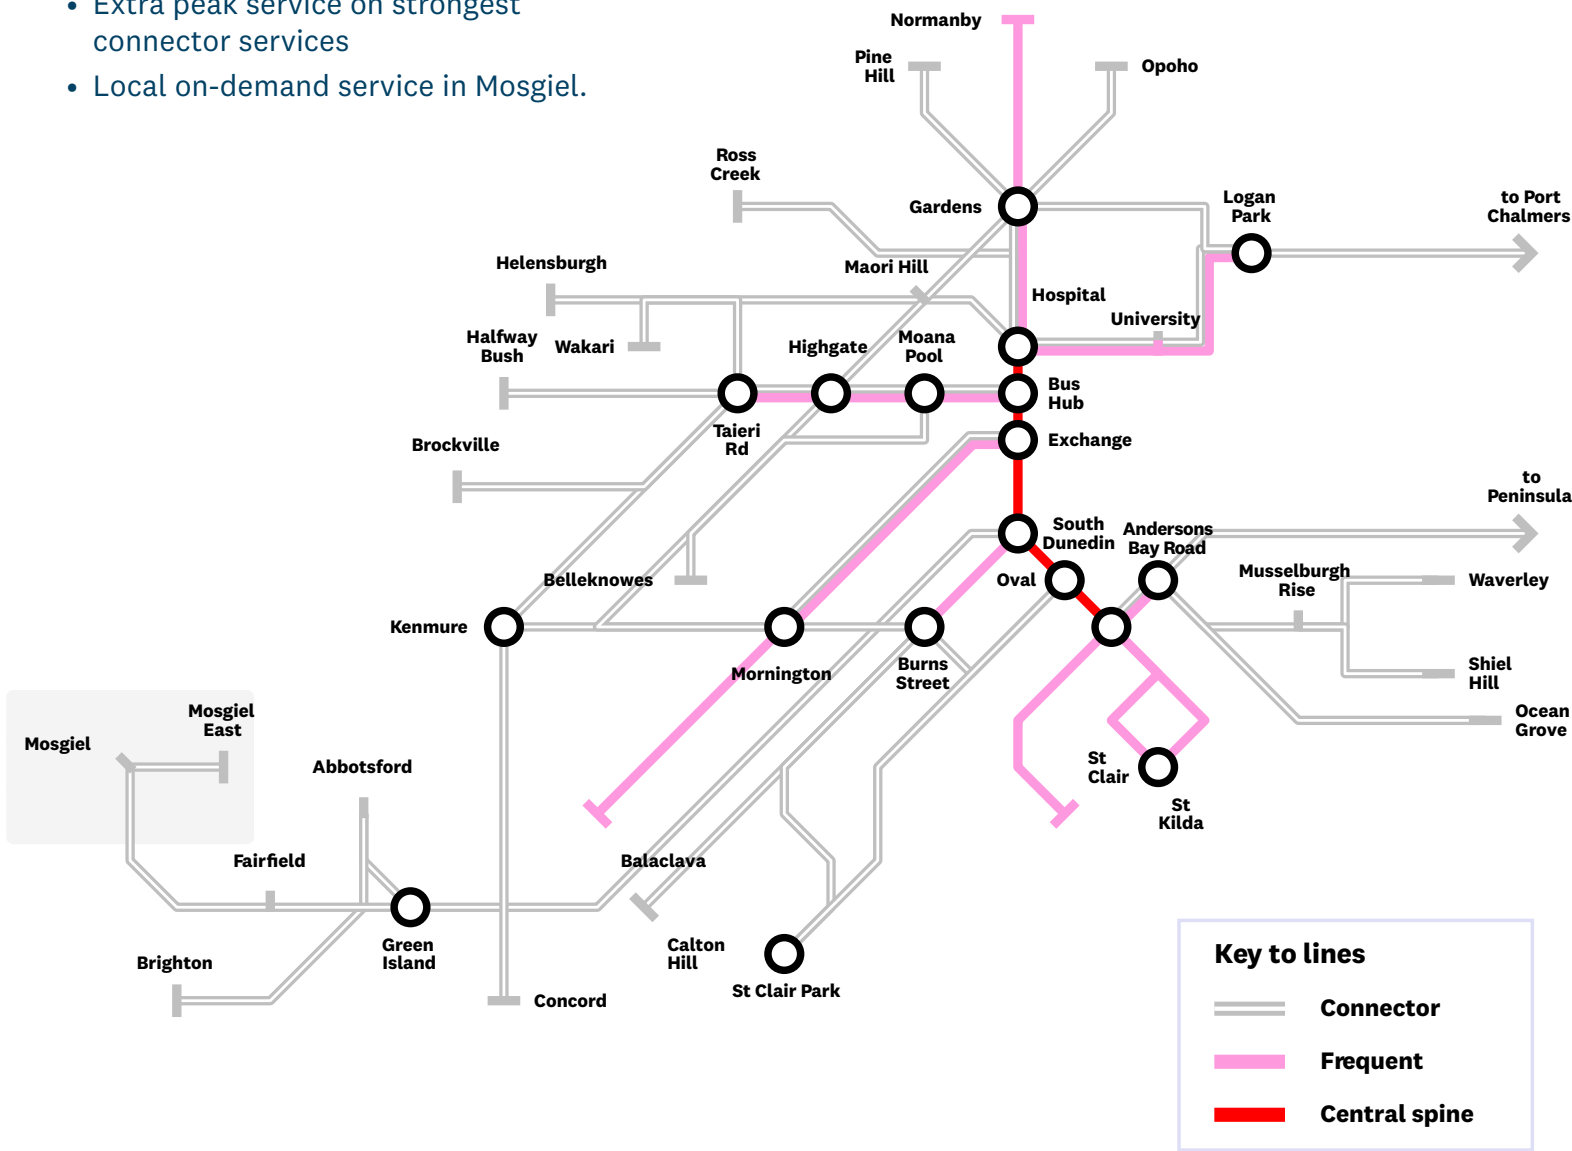 • Extra peak service on strongest
connector services
• Local on-demand service in Mosgiel.
Normanby
Pine
Hill
Opoho
Ross
Creek
Gardens
Logan
Park
to Port
Chalmers
Helensburgh
Maori Hill
Hospital
University
Halfway
Bush
Wakari
Highgate
Moana
Pool
Bus
Hub
Taieri
Rd
Exchange
Brockville
to
Peninsula
South
Dunedin
Andersons
Bay Road
Belleknowes
Oval
Musselburgh
Rise
Waverley
Kenmure
Mornington
Burns
Street
Shiel
Hill
Mosgiel
East
Mosgiel
Ocean
Grove
Abbotsford
St
Clair
St
Kilda
Fairfield
Balaclava
Brighton
Green
Island
Calton
Hill
Concord
St Clair Park
Key to lines
Connector
Frequent
Central spine